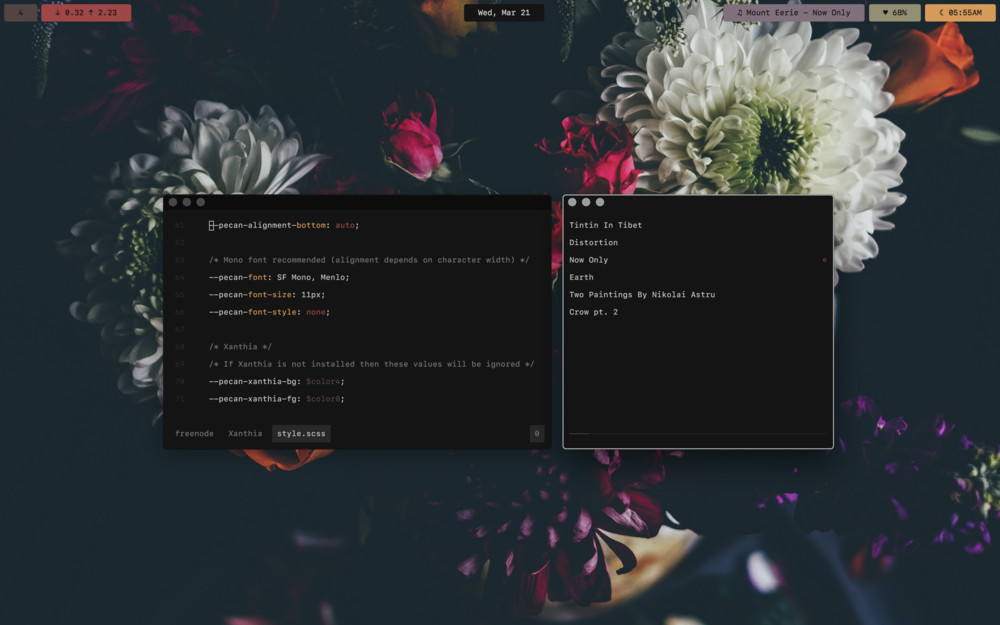 4
↓ 0.32 ↑ 2.23
Wed, Mar 21
♫ Mount Eerie – Now Only
♥ 68%
☾ 05:55AM
61 --pecan-alignment-bottom: auto;
62
63 /* Mono font recommended (alignment depends on character width) */
64 --pecan-font: SF Mono, Menlo;
65 --pecan-font-size: 11px;
66 --pecan-font-style: none;
67
68 /* Xanthia */
69 /* If Xanthia is not installed then these values will be ignored */
70 --pecan-xanthia-bg: $color4;
71 --pecan-xanthia-fg: $color0;
freenode Xanthia style.scss 0
Tintin In Tibet
Distortion
Now Only
Earth
Two Paintings By Nikolai Astru
Crow pt. 2